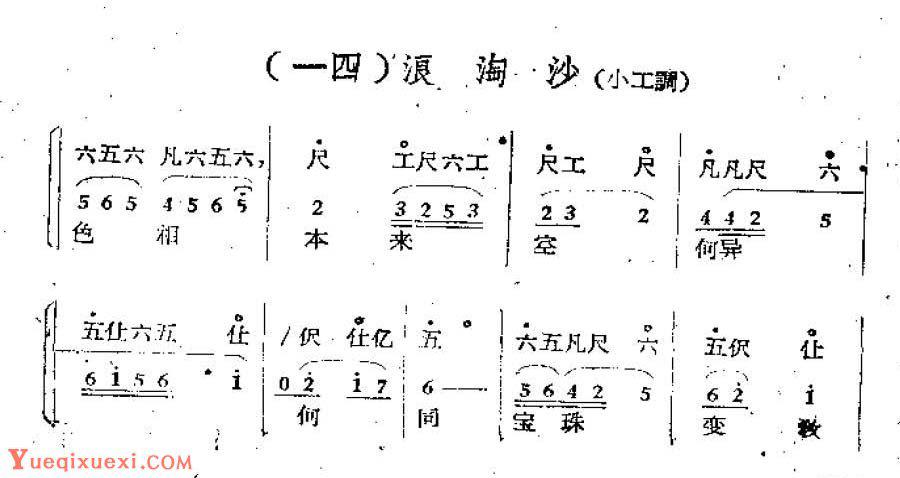 （一四）浪 淘 沙（小工調）
六五六 凡六五六， 尺 工尺六工 尺工 尺 凡凡尺 六
5 6 5 4 5 6 5 2 3 2 5 3 2 3 2 4 4 2 5
色 相 本 来 空 何异
五仩六五 仩 /伬 仩亿 五 六五凡尺 六 五伬 仩
6 i 5 6 · i 0 2 i 7 6 — — 5 6 4 2 5 6 2 i
何 同 宝 珠 变 数
Yueqixuexi.COM